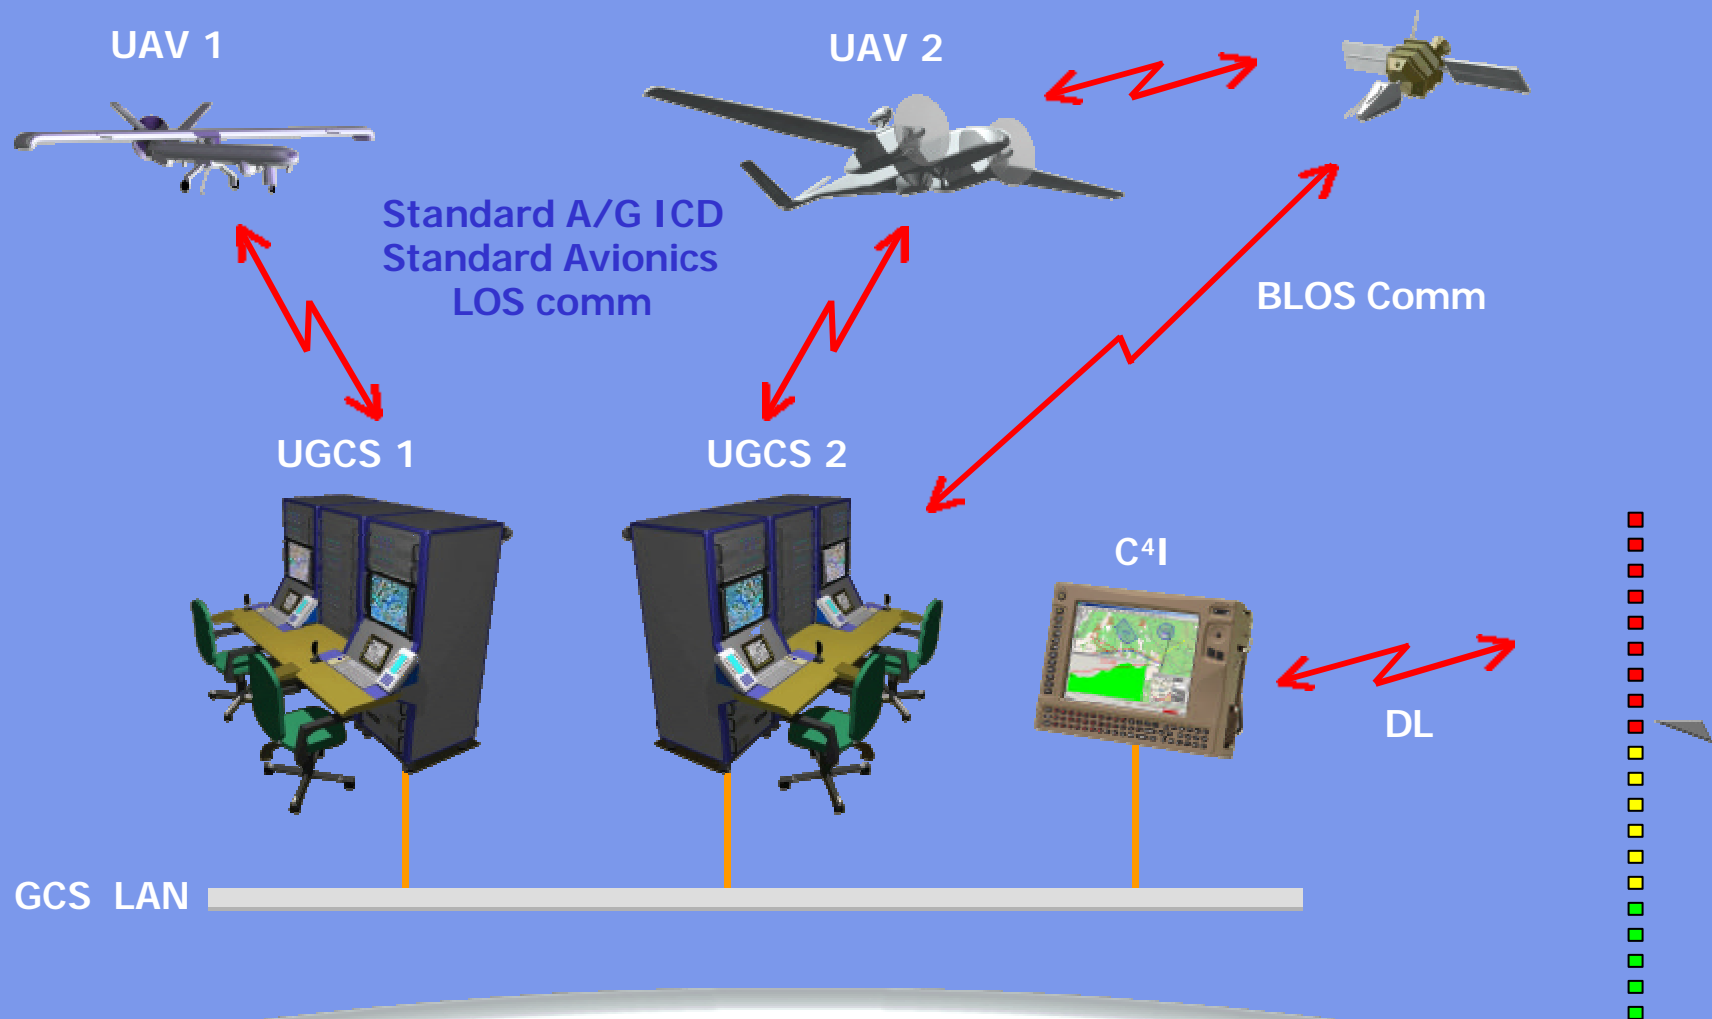 UAV 1
UAV 2
Standard A/G ICD
Standard Avionics
LOS comm
BLOS Comm
UGCS 1
UGCS 2
C⁴I
DL
GCS LAN